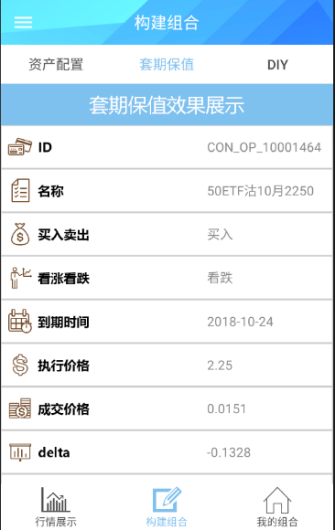 构建组合
资产配置 套期保值 DIY
套期保值效果展示
ID CON_OP_10001464
名称 50ETF沽10月2250
买入卖出 买入
看涨看跌 看跌
到期时间 2018-10-24
执行价格 2.25
成交价格 0.0151
delta -0.1328
行情展示 构建组合 我的组合